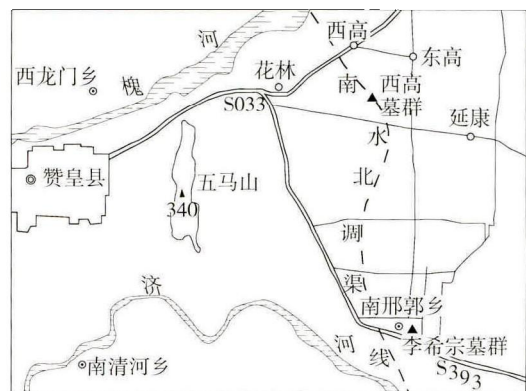 西高
东高
河
槐
西龙门乡
花林
S033
南水北调渠线
西高
墓群
延康
赞皇县
五马山
340
济河
南邢郭乡
李希宗墓群
S393
南清河乡